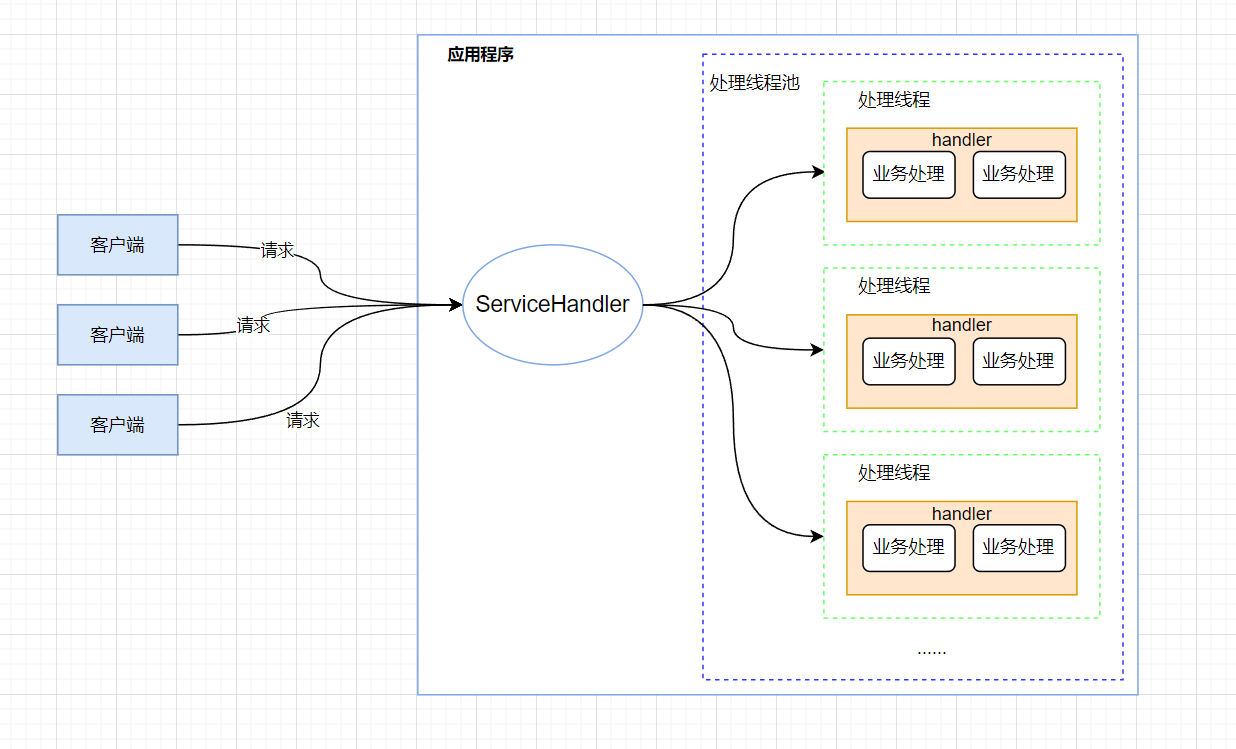 应用程序
处理线程池
处理线程
handler
业务处理
业务处理
客户端
请求
客户端
请求
客户端
请求
ServiceHandler
处理线程
handler
业务处理
业务处理
处理线程
handler
业务处理
业务处理
......